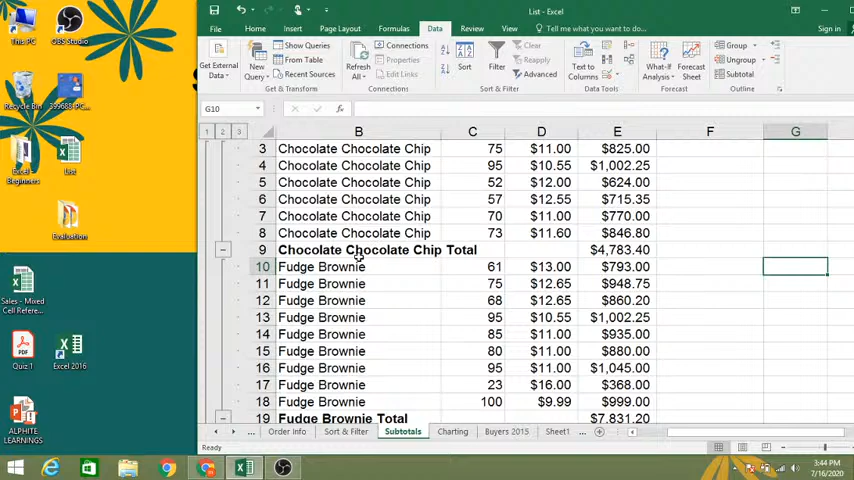 List - Excel
File Home Insert Page Layout Formulas Data Review View Tell me what you want to do... Sign in
Get External Data
New Query
Show Queries
From Table
Recent Sources
Get & Transform
Refresh All
Connections
Properties
Edit Links
Connections
Sort
Filter
Clear
Reapply
Advanced
Sort & Filter
Text to Columns
Data Tools
What-If Analysis
Forecast Sheet
Forecast
Group
Ungroup
Subtotal
Outline
G10
fx
1 2 3 B C D E F G
3 Chocolate Chocolate Chip 75 $11.00 $825.00
4 Chocolate Chocolate Chip 95 $10.55 $1,002.25
5 Chocolate Chocolate Chip 52 $12.00 $624.00
6 Chocolate Chocolate Chip 57 $12.55 $715.35
7 Chocolate Chocolate Chip 70 $11.00 $770.00
8 Chocolate Chocolate Chip 73 $11.60 $846.80
9 Chocolate Chocolate Chip Total $4,783.40
10 Fudge Brownie 61 $13.00 $793.00
11 Fudge Brownie 75 $12.65 $948.75
12 Fudge Brownie 68 $12.65 $860.20
13 Fudge Brownie 95 $10.55 $1,002.25
14 Fudge Brownie 85 $11.00 $935.00
15 Fudge Brownie 80 $11.00 $880.00
16 Fudge Brownie 95 $11.00 $1,045.00
17 Fudge Brownie 23 $16.00 $368.00
18 Fudge Brownie 100 $9.99 $999.00
19 Fudge Brownie Total $7,831.20
... Order Info Sort & Filter Subtotals Charting Buyers 2015 Sheet1 ...
Ready
This PC
OBS Studio
Recycle Bin
399688-PC...
Excel Beginners
List
Evaluation
Sales - Mixed Cell Refere...
Quiz 1
Excel 2016
ALPHITE LEARNINGS
3:44 PM
7/16/2020